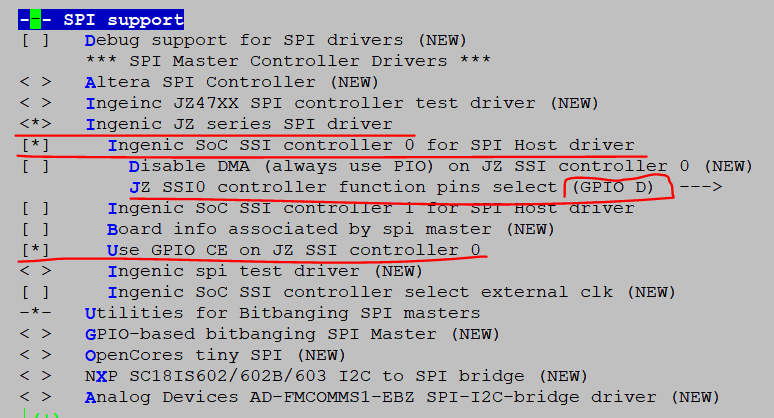 --- SPI support
[ ] Debug support for SPI drivers (NEW)
*** SPI Master Controller Drivers ***
< > Altera SPI Controller (NEW)
< > Ingeinc JZ47XX SPI controller test driver (NEW)
<*> Ingenic JZ series SPI driver
[*] Ingenic SoC SSI controller 0 for SPI Host driver
[ ] Disable DMA (always use PIO) on JZ SSI controller 0 (NEW)
JZ SSI0 controller function pins select (GPIO D) --->
[ ] Ingenic SoC SSI controller 1 for SPI Host driver
[ ] Board info associated by spi master (NEW)
[*] Use GPIO CE on JZ SSI controller 0
< > Ingenic spi test driver (NEW)
[ ] Ingenic SoC SSI controller select external clk (NEW)
-*- Utilities for Bitbanging SPI masters
< > GPIO-based bitbanging SPI Master (NEW)
< > OpenCores tiny SPI (NEW)
< > NXP SC18IS602/602B/603 I2C to SPI bridge (NEW)
< > Analog Devices AD-FMCOMMS1-EBZ SPI-I2C-bridge driver (NEW)